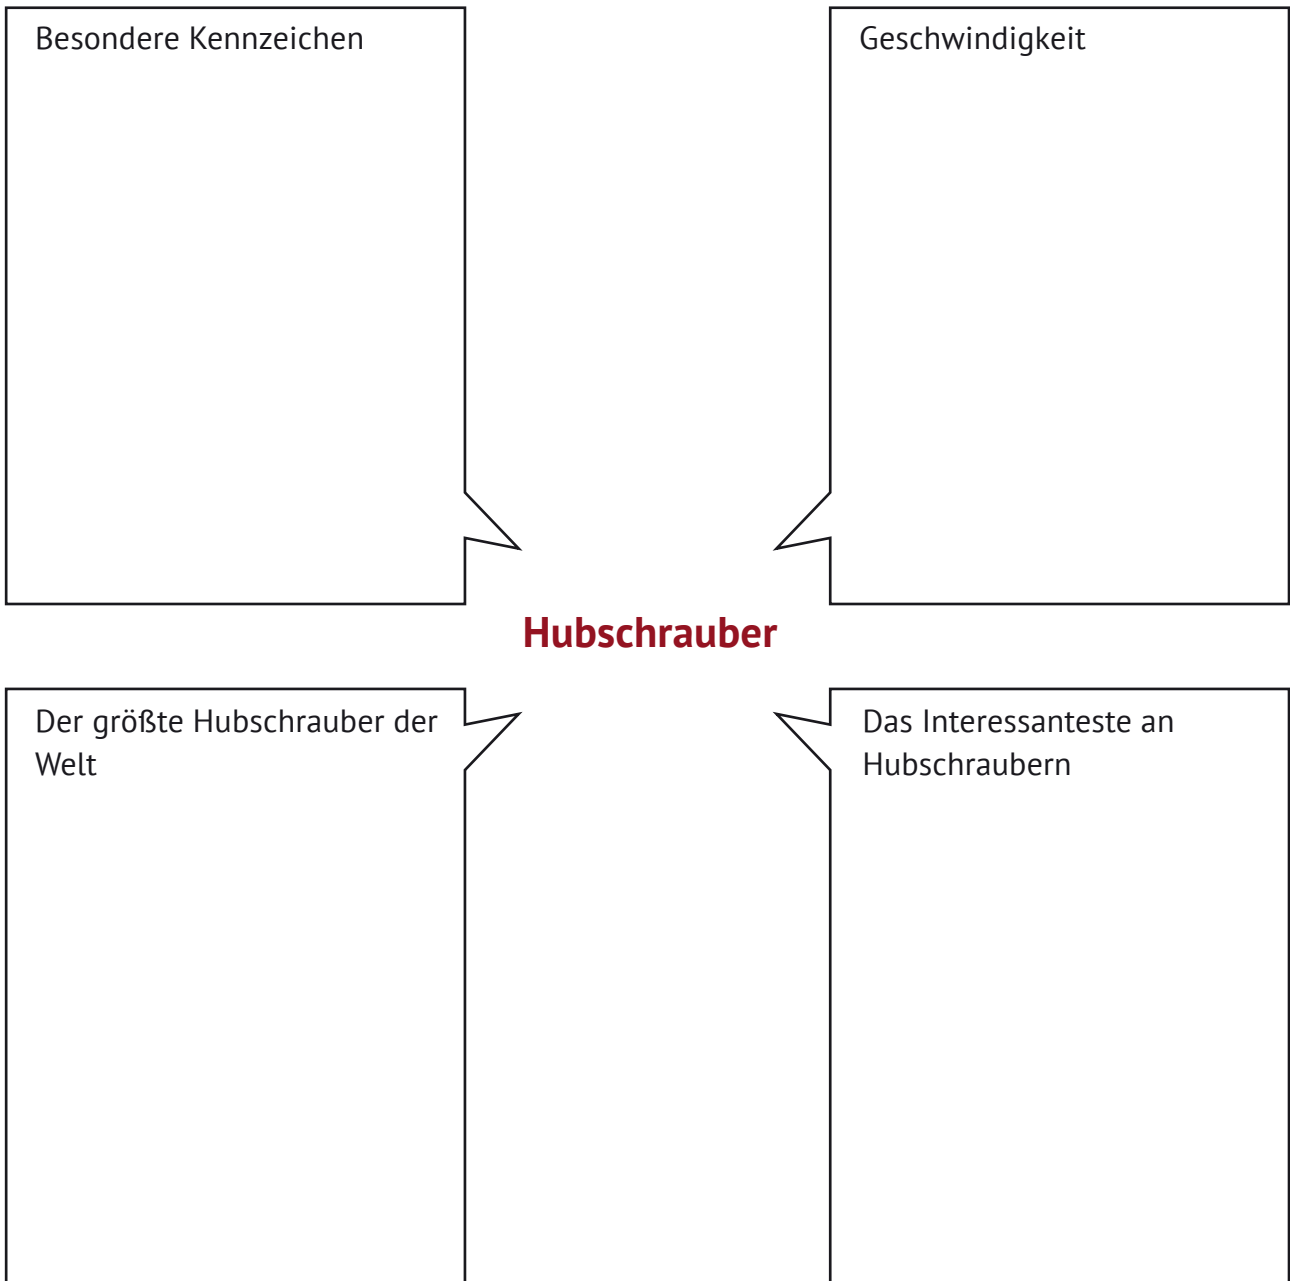 Besondere Kennzeichen
Geschwindigkeit
Hubschrauber
Der größte Hubschrauber der
Welt
Das Interessanteste an
Hubschraubern